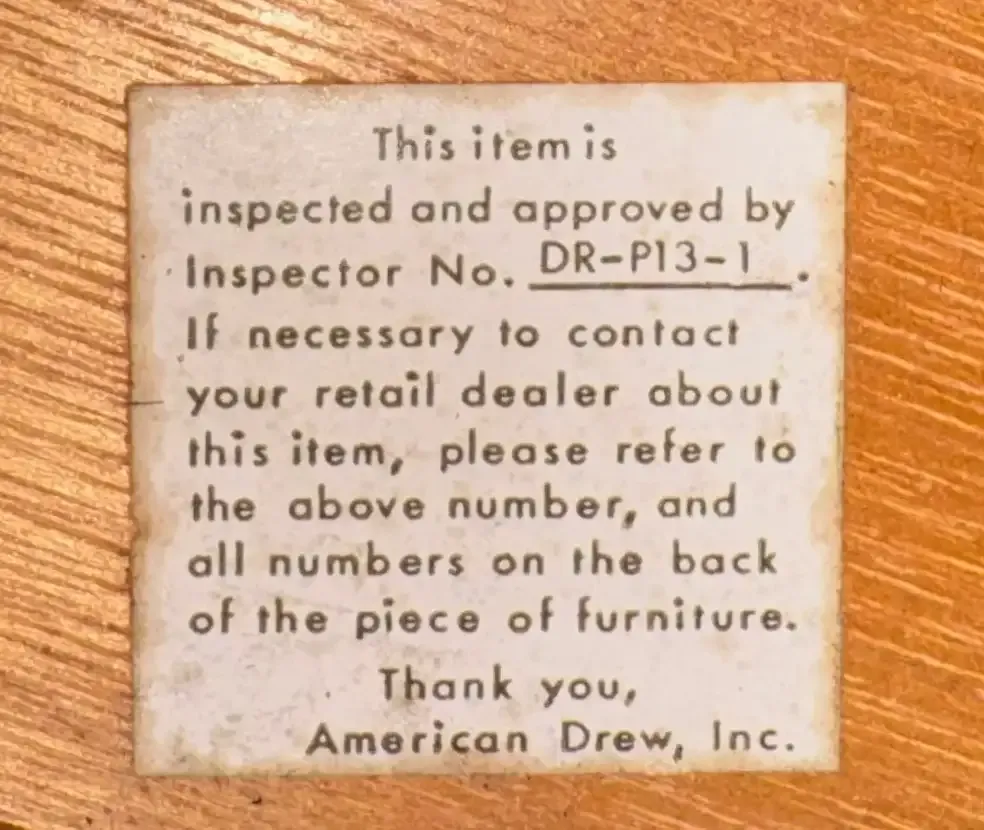 This item is
inspected and approved by
Inspector No. DR-P13-1.
If necessary to contact
your retail dealer about
this item, please refer to
the above number, and
all numbers on the back
of the piece of furniture.
Thank you,
American Drew, Inc.